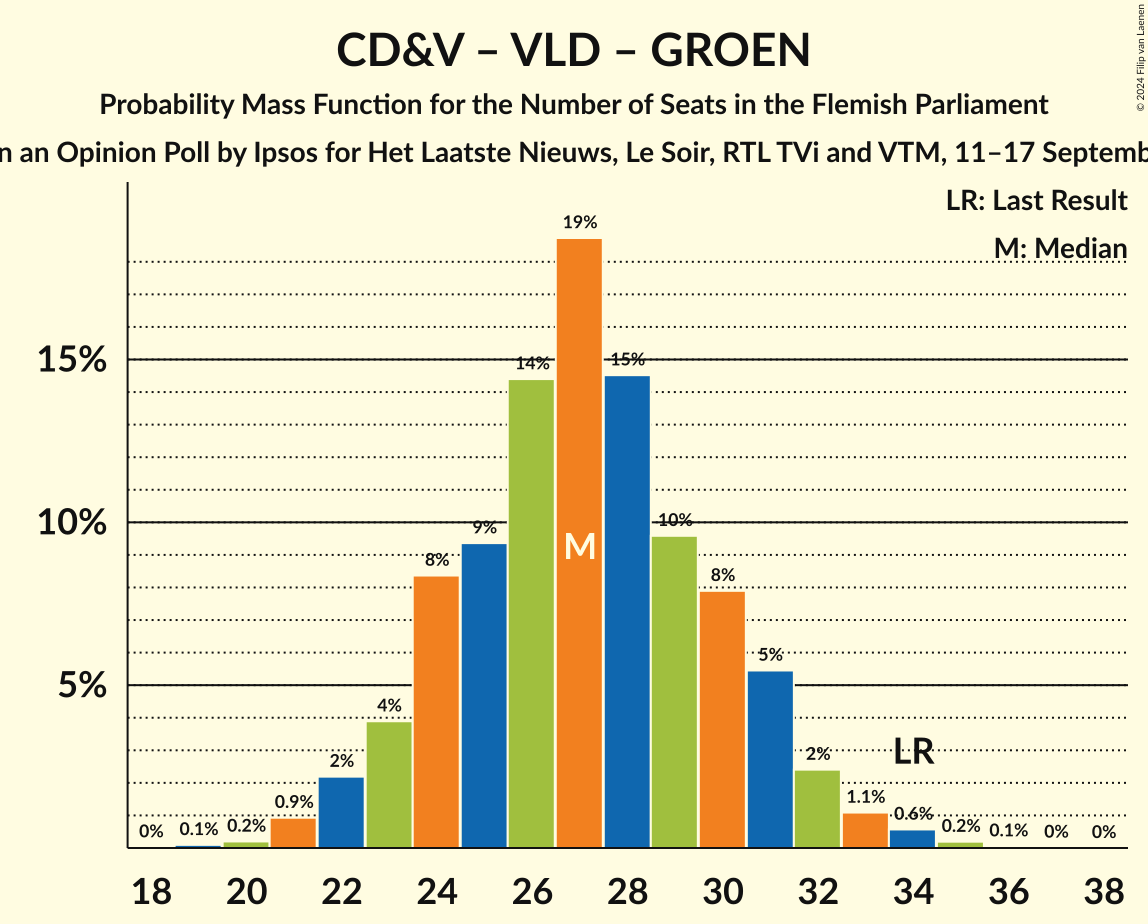 © 2024 Filip van Laenen
CD&V – VLD – GROEN
Probability Mass Function for the Number of Seats in the Flemish Parliament
an Opinion Poll by Ipsos for Het Laatste Nieuws, Le Soir, RTL TVi and VTM, 11–17
LR: Last Result
M: Median
19%
15%
14%
15%
10%
9%
10%
M
8%
8%
5%
5%
4%
2%
2%
LR
0.9%
1.1%
0%
0.1%
0.2%
0.6%
0.2%
0.1%
0%
0%
18 20 22 24 26 28 30 32 34 36 38